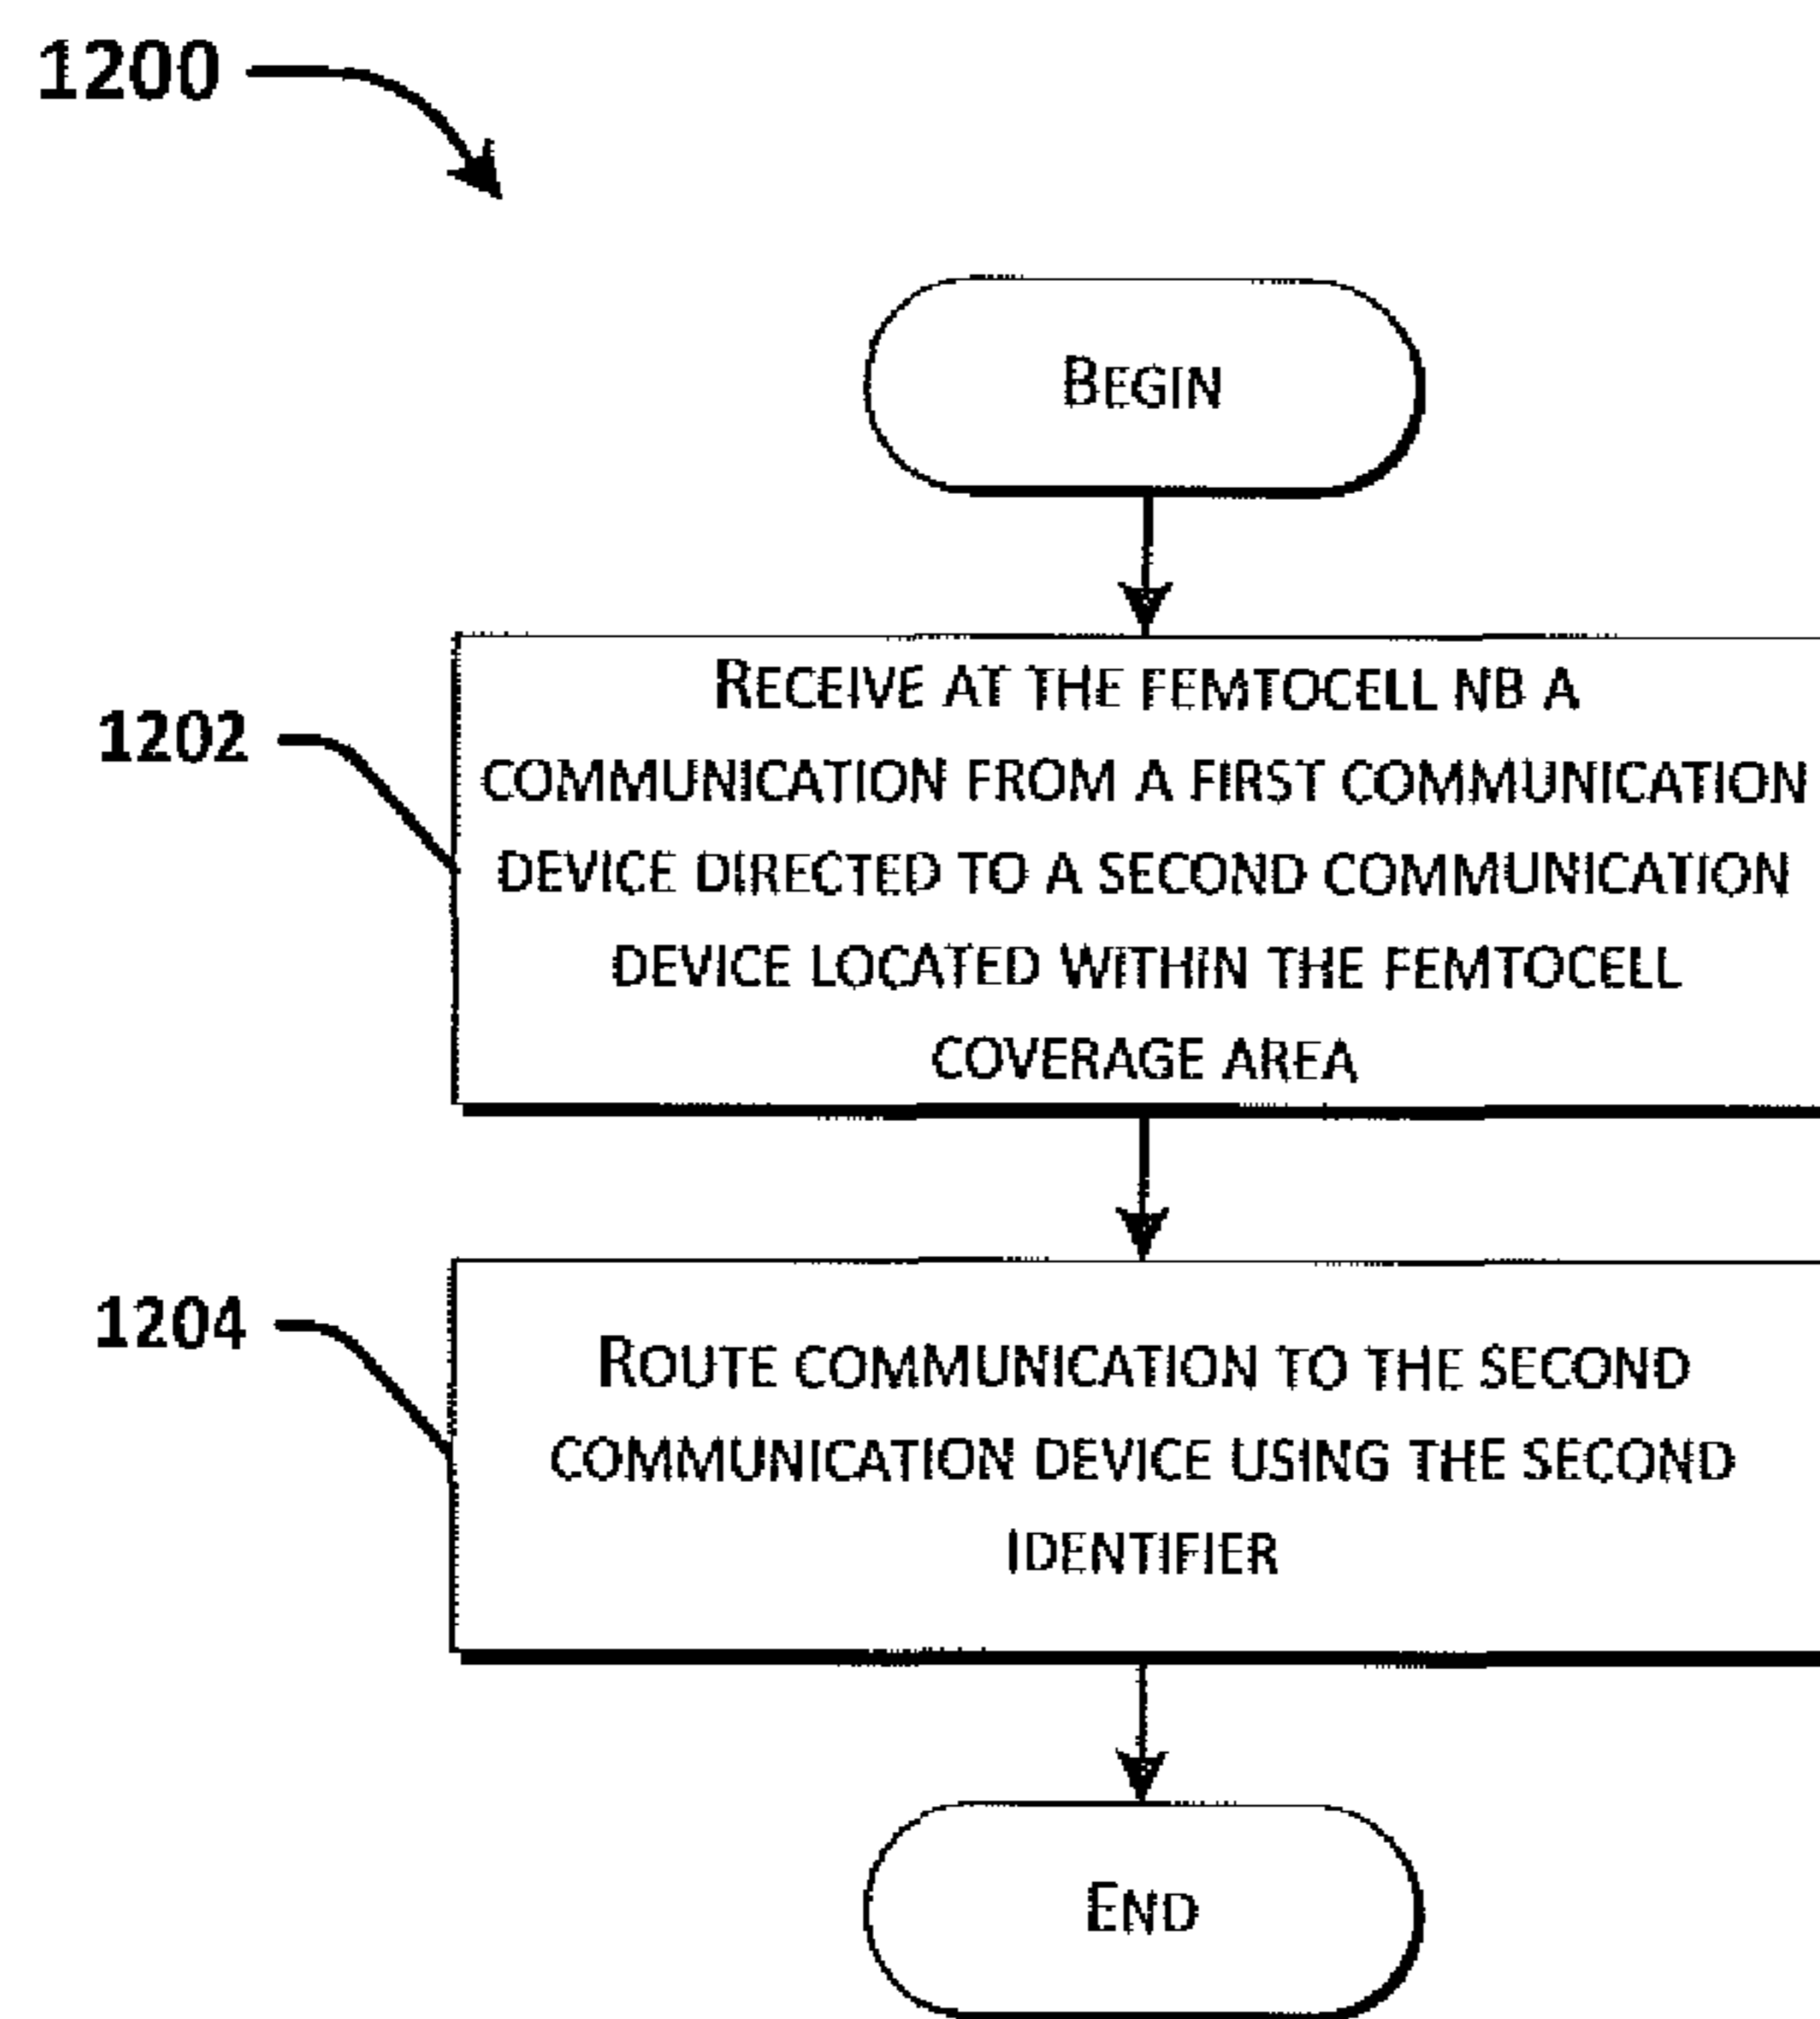 1200
BEGIN
1202
RECEIVE AT THE FEMTOCELL NB A
COMMUNICATION FROM A FIRST COMMUNICATION
DEVICE DIRECTED TO A SECOND COMMUNICATION
DEVICE LOCATED WITHIN THE FEMTOCELL
COVERAGE AREA
1204
ROUTE COMMUNICATION TO THE SECOND
COMMUNICATION DEVICE USING THE SECOND
IDENTIFIER
END